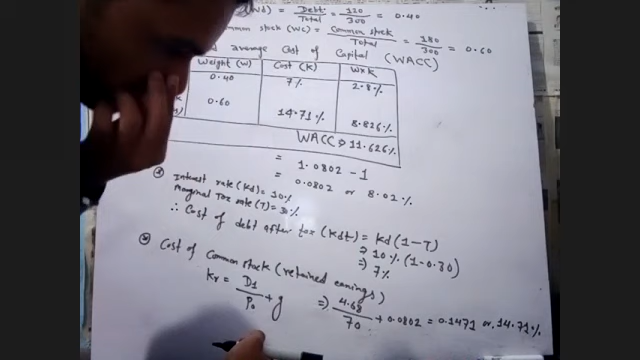 (Wd) = Debt / Total = 120 / 300 = 0.40
common stock (WC) = Common stock / Total = 180 / 300 = 0.60
average Cost of Capital (WACC)
Weight (W) Cost (K) W×K
0.40 7% 2.8%
0.60 14.71% 8.826%
WACC ⇒ 11.626%
= 1.0802 - 1
= 0.0802 or 8.02%
Interest rate (Kd) = 10%
Marginal Tax rate (T) = 30%
∴ Cost of debt after tax (Kdt) = Kd (1-T)
⇒ 10% (1-0.30)
⇒ 7%
Cost of Common stock (retained earnings)
Kr = D1 / P0 + g ⇒ 4.68 / 70 + 0.0802 = 0.1471 or 14.71%